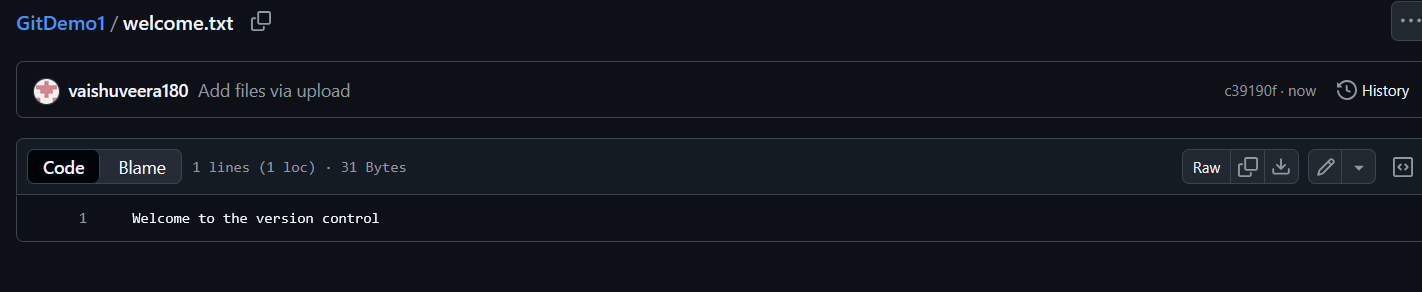 GitDemo1 / welcome.txt
vaishuveera180 Add files via upload c39190f · now History
Code Blame 1 lines (1 loc) · 31 Bytes Raw
1 Welcome to the version control